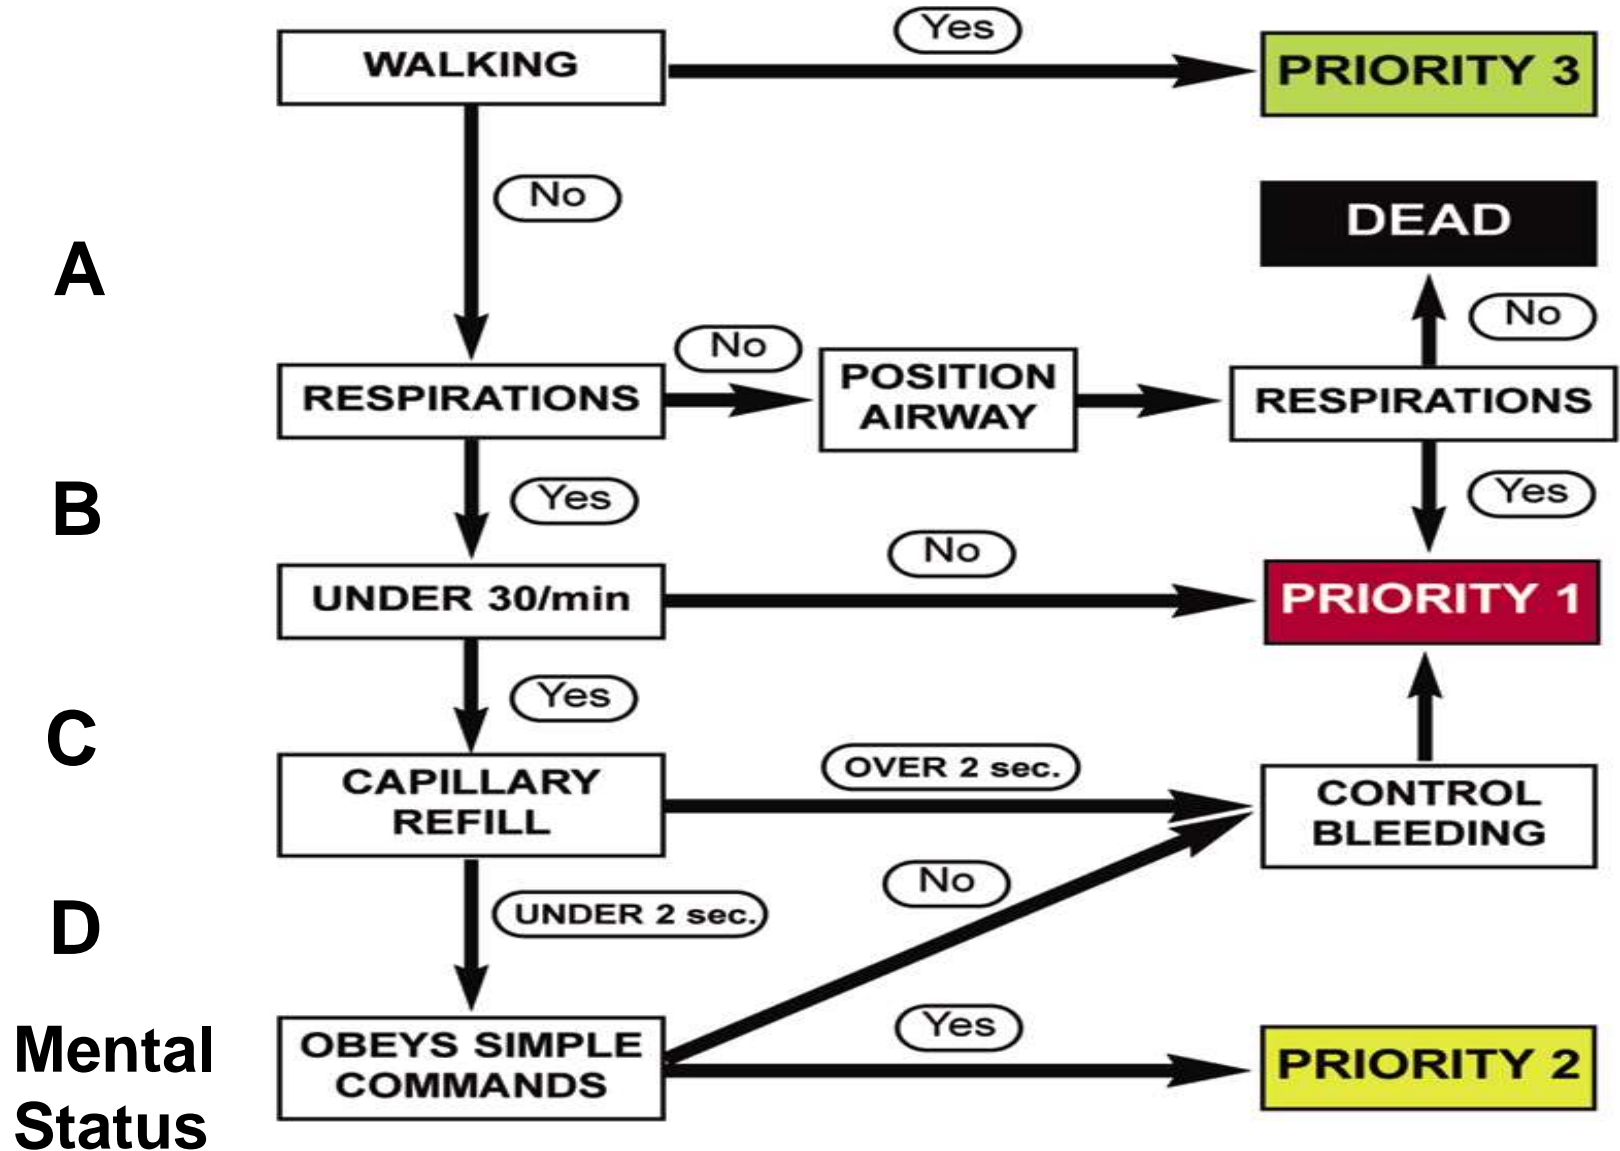 WALKING
Yes
PRIORITY 3
No
DEAD
A
No
No
RESPIRATIONS
POSITION
AIRWAY
RESPIRATIONS
B
Yes
Yes
No
UNDER 30/min
PRIORITY 1
Yes
C
OVER 2 sec.
CAPILLARY
REFILL
CONTROL
BLEEDING
No
D
UNDER 2 sec.
Yes
Mental
Status
OBEYS SIMPLE
COMMANDS
PRIORITY 2